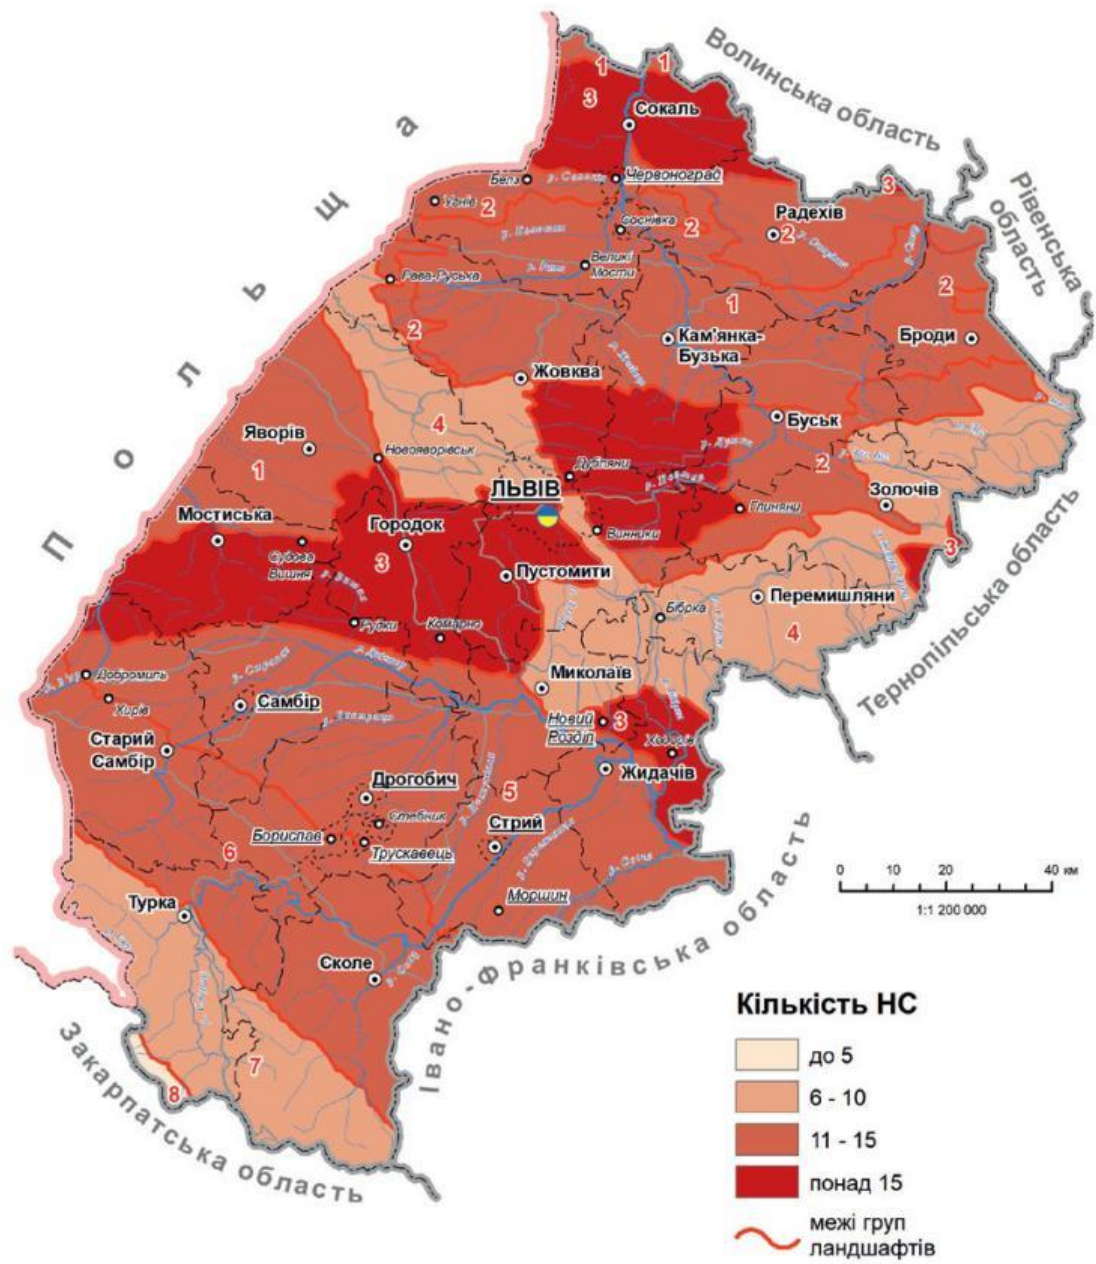 Волинська область
Рівенська
область
Польща
1
1
3
Сокаль
Белз
Червоноград
3
Угнів
2
Соснівка
2
Радехів
2
Великі
Мости
р. Рата
Рава-Руська
1
2
2
Кам'янка-
Бузька
Броди
Жовква
4
Буськ
Яворів
Новояворівськ
1
2
Дубляни
ЛЬВІВ
Золочів
Мостиська
Городок
Глиняни
Винники
3
Судова
Вишня
3
Пустомити
Перемишляни
Бібрка
4
Рудки
Комарно
р. Дністер
Добромиль
Миколаїв
Хирів
Самбір
Новий
Розділ
3
Старий
Самбір
Ходорів
Жидачів
Дрогобич
5
Стебник
Борислав
Стрий
Трускавець
6
Моршин
Турка
Сколе
7
8
Тернопільська область
Івано-Франківська область
Закарпатська область
0 20 40 км
1:1 200 000
Кількість НС
до 5
6 - 10
11 - 15
понад 15
межі груп
ландшафтів